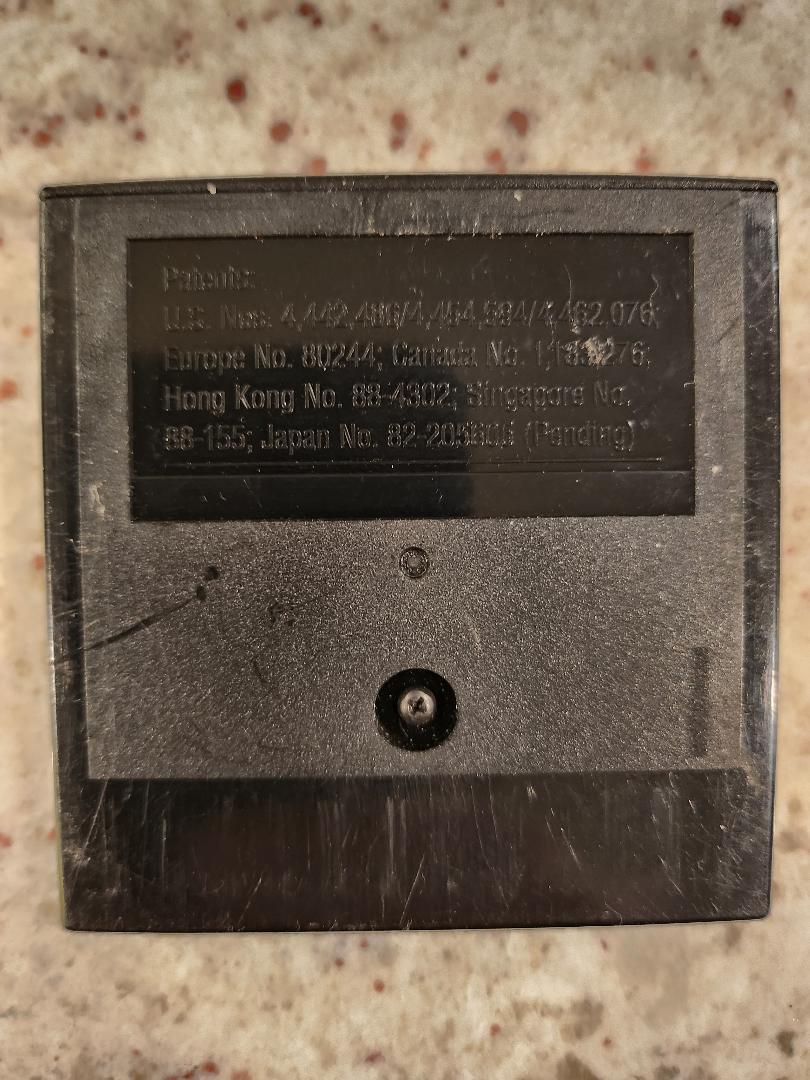 Patents:
U.S. Nos. 4,442,486/4,454,594/4,462,076;
Europe No. 80244; Canada No. 1,183,276;
Hong Kong No. 88-4302; Singapore No.
88-155; Japan No. 82-205605 (Pending)